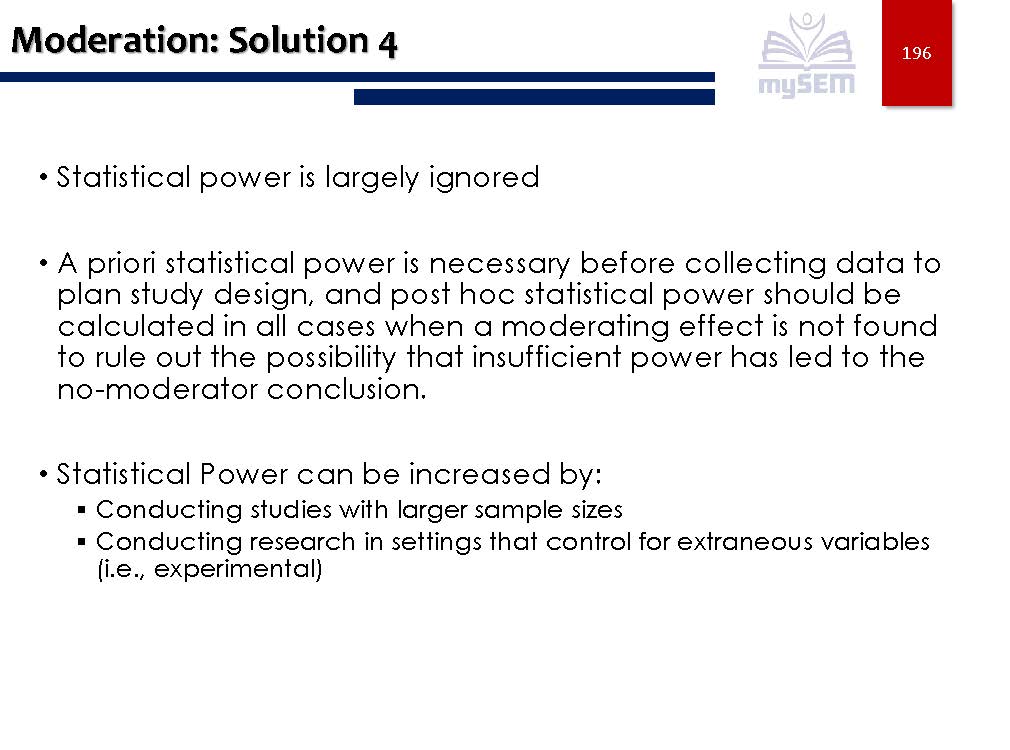 Moderation: Solution 4
mySEM
196
• Statistical power is largely ignored
• A priori statistical power is necessary before collecting data to
plan study design, and post hoc statistical power should be
calculated in all cases when a moderating effect is not found
to rule out the possibility that insufficient power has led to the
no-moderator conclusion.
• Statistical Power can be increased by:
▪ Conducting studies with larger sample sizes
▪ Conducting research in settings that control for extraneous variables
(i.e., experimental)